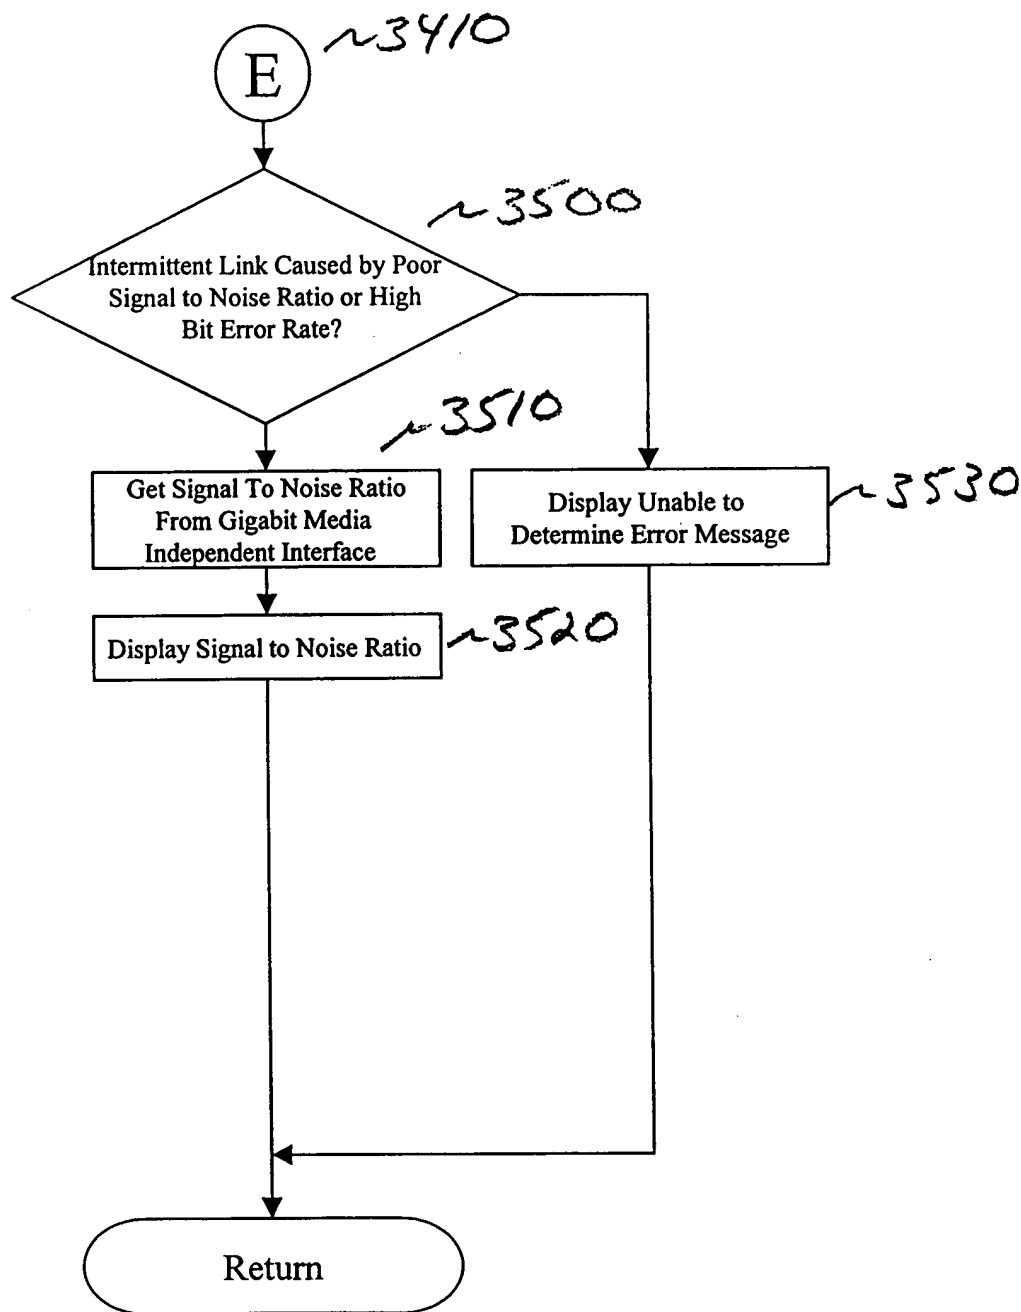 ~3410
E
~3500
Intermittent Link Caused by Poor
Signal to Noise Ratio or High
Bit Error Rate?
~3510
Get Signal To Noise Ratio
From Gigabit Media
Independent Interface
Display Unable to
Determine Error Message
~3530
Display Signal to Noise Ratio
~3520
Return